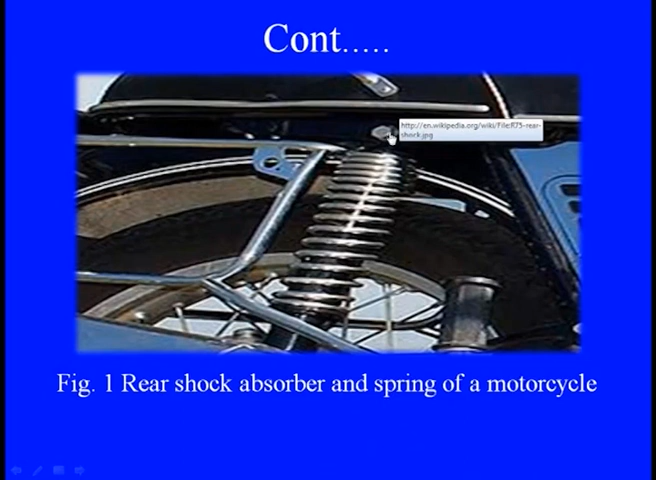 Cont.....
http://en.wikipedia.org/wiki/File:R75-rear-
shock.jpg
Fig. 1 Rear shock absorber and spring of a motorcycle